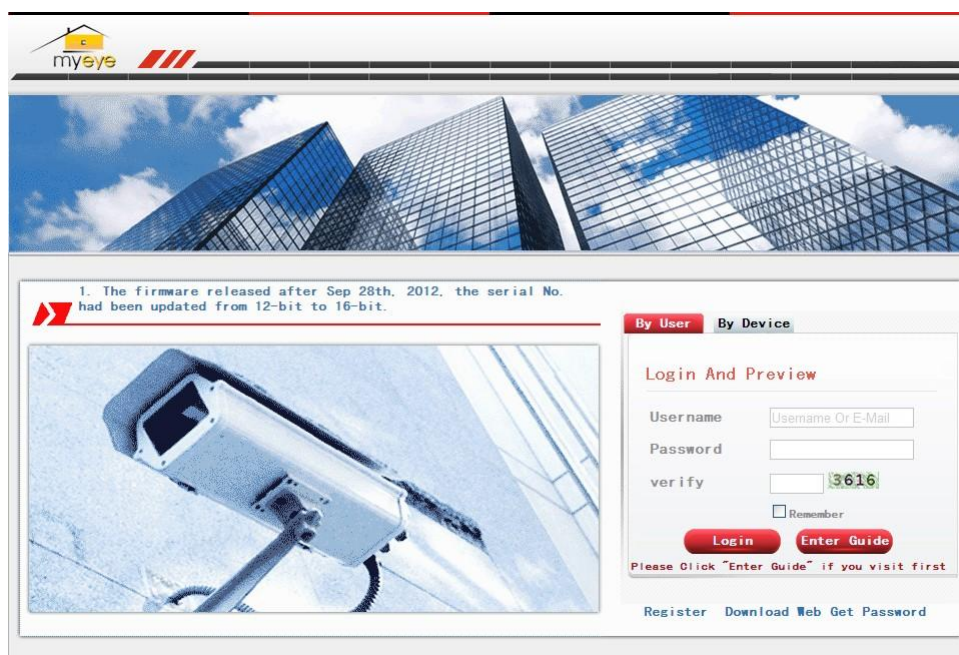 myeye
1. The firmware released after Sep 28th, 2012, the serial No.
had been updated from 12-bit to 16-bit.
By User By Device
Login And Preview
Username Username Or E-Mail
Password
verify 3616
Remember
Login Enter Guide
Please Click "Enter Guide" if you visit first
Register Download Web Get Password